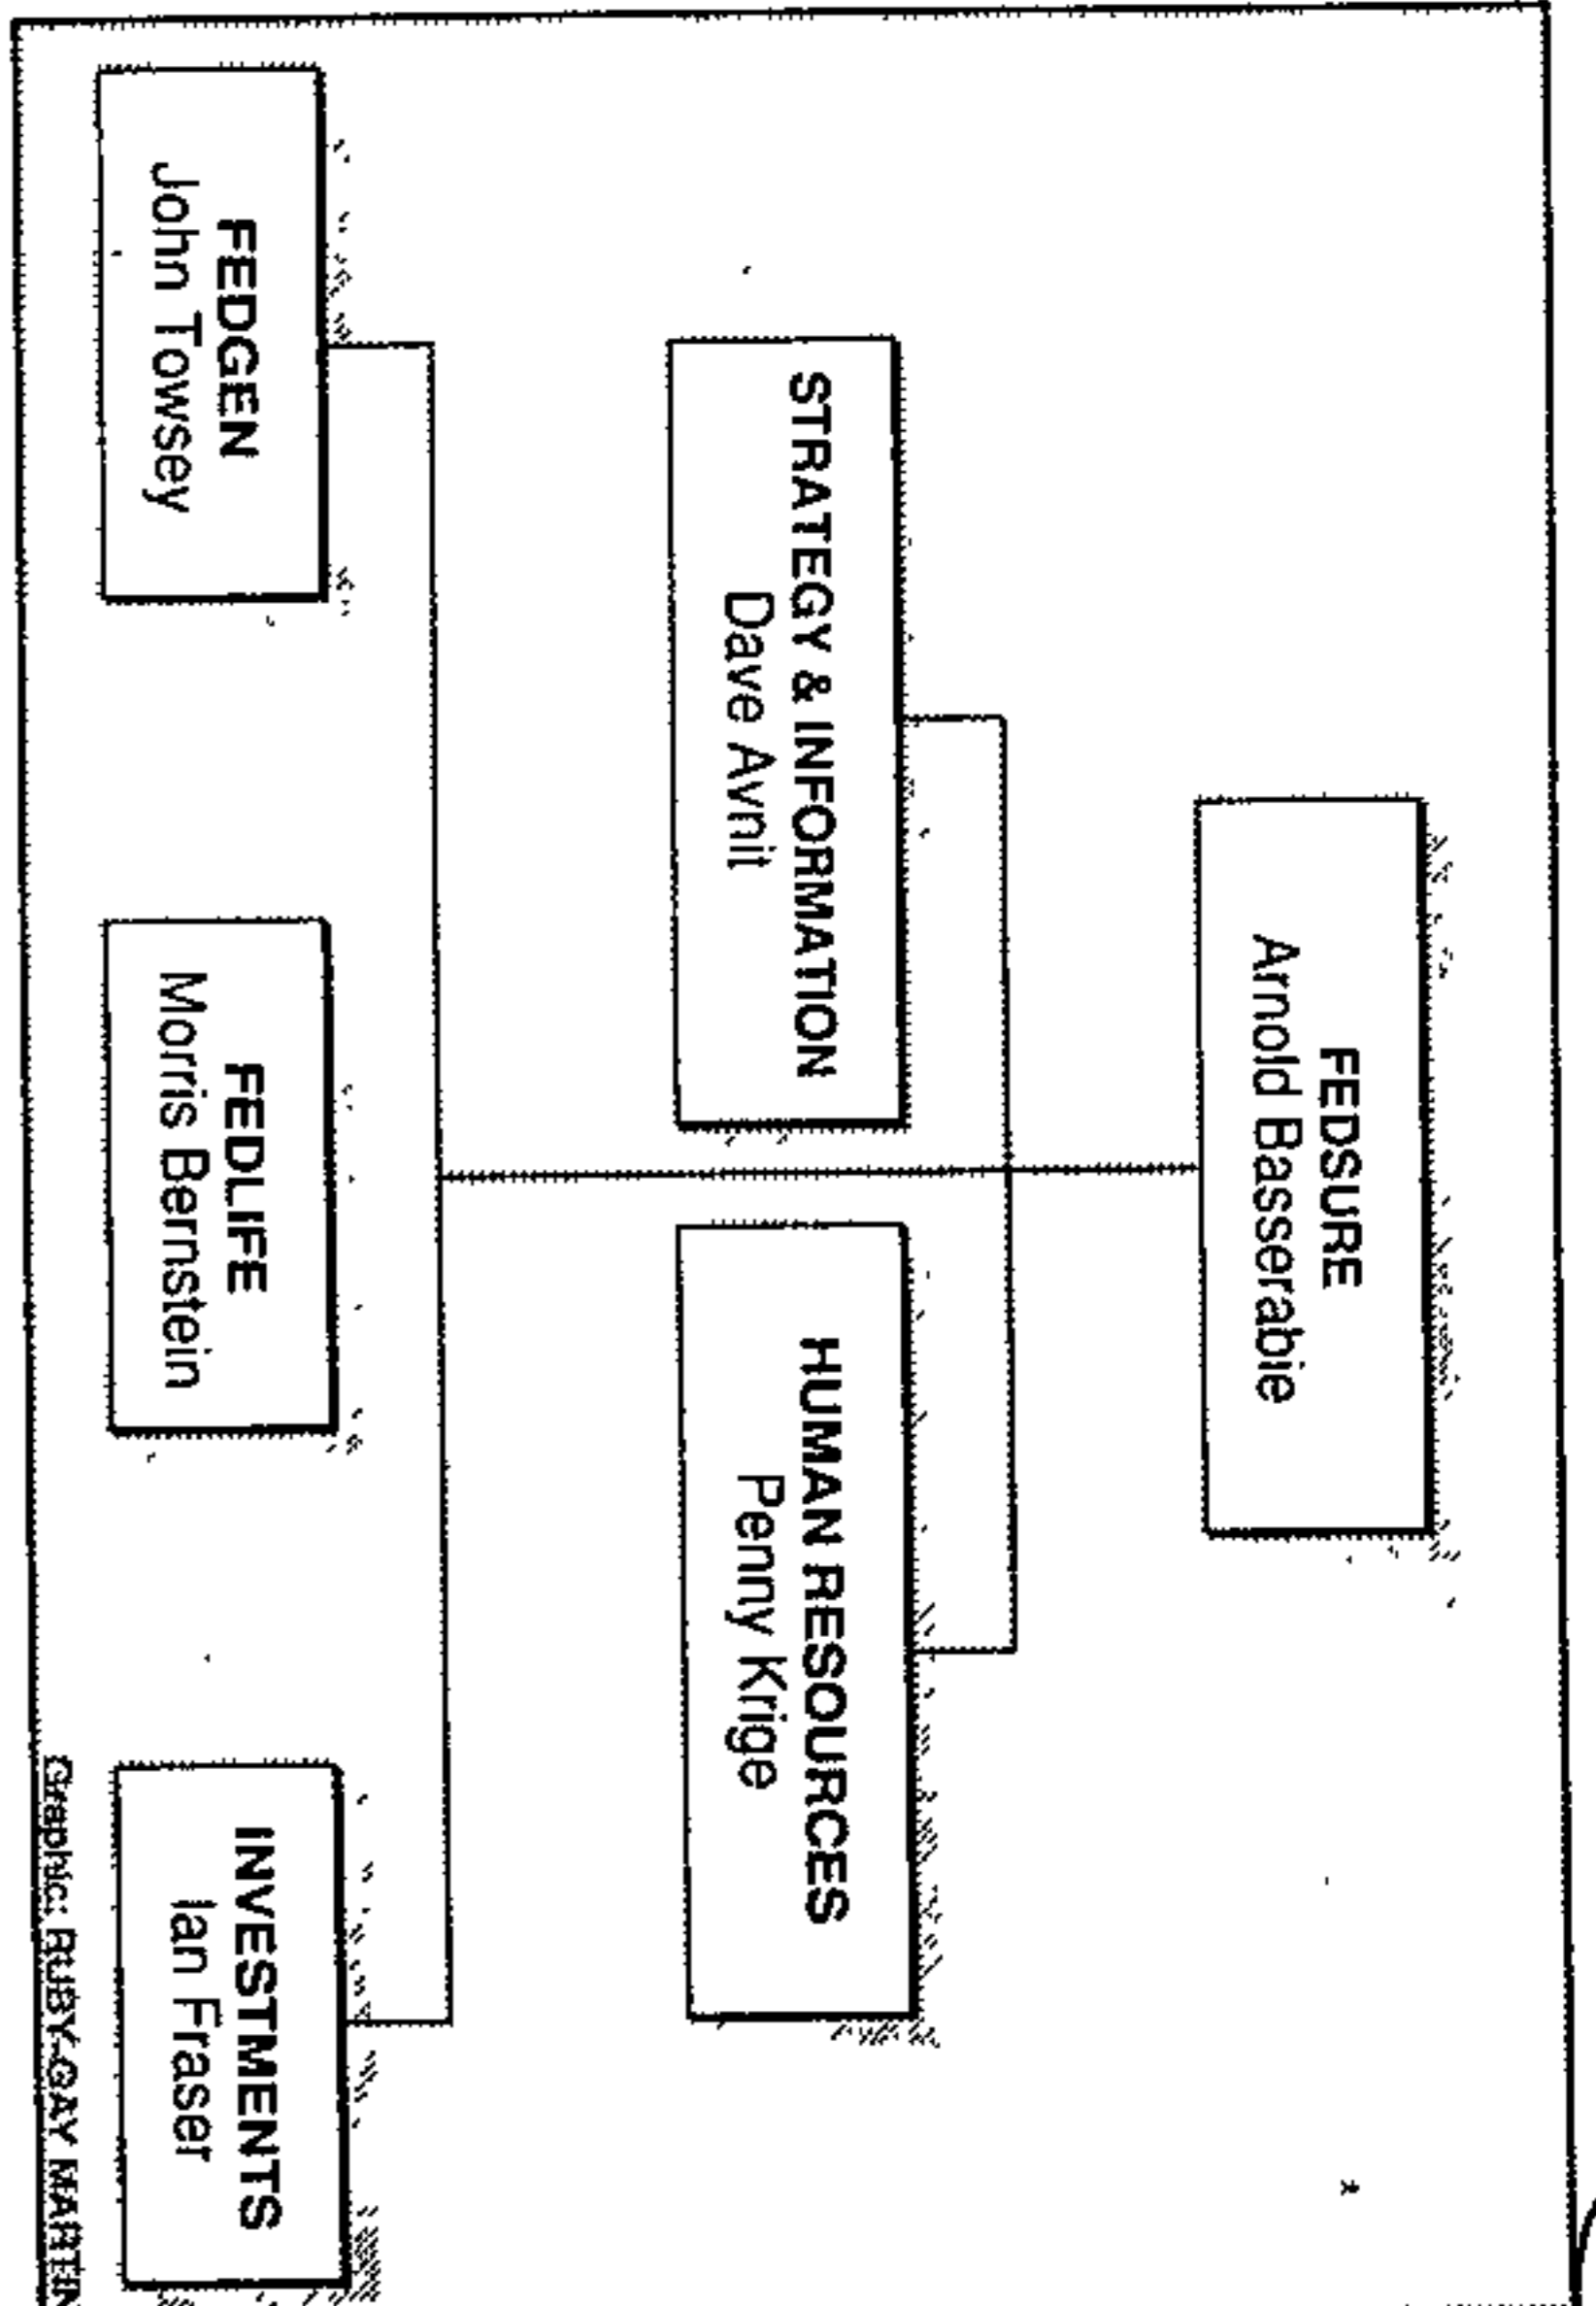 FEDSURE
Arnold Basserabie
STRATEGY & INFORMATION
Dave Avnit
HUMAN RESOURCES
Penny Krige
FEDGEN
John Towsey
FEDLIFE
Morris Bernstein
INVESTMENTS
Ian Fraser
Graphic: RUBY-GAY MARTIN